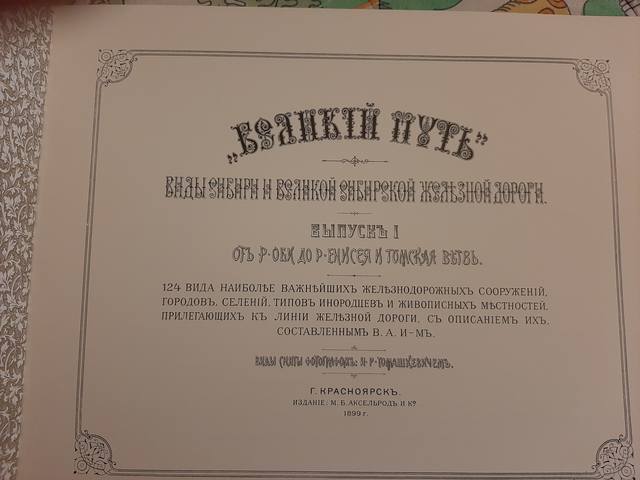 „ВЕЛИКІЙ ПУТЬ"
ВИДЫ СИБИРИ И ВЕЛИКОЙ СИБИРСКОЙ ЖЕЛѢЗНОЙ ДОРОГИ.
ВЫПУСКЪ I
ОТЪ Р. ОБИ ДО Р. ЕНИСЕЯ И ТОМСКАЯ ВѢТВЬ.
124 ВИДА НАИБОЛѢЕ ВАЖНѢЙШИХЪ ЖЕЛѢЗНОДОРОЖНЫХЪ СООРУЖЕНІЙ,
ГОРОДОВЪ, СЕЛЕНІЙ, ТИПОВЪ ИНОРОДЦЕВЪ И ЖИВОПИСНЫХЪ МѢСТНОСТЕЙ,
ПРИЛЕГАЮЩИХЪ КЪ ЛИНІИ ЖЕЛѢЗНОЙ ДОРОГИ, СЪ ОПИСАНІЕМЪ ИХЪ,
СОСТАВЛЕННЫМЪ В. А. И–МЪ.
ВИДЫ СНЯТЫ ФОТОГРАФОМЪ: И. Р. ТОМАШКЕВИЧЕМЪ.
Г. КРАСНОЯРСКЪ.
ИЗДАНІЕ: М. Б. АКСЕЛЬРОДЪ И Кº
1899 г.